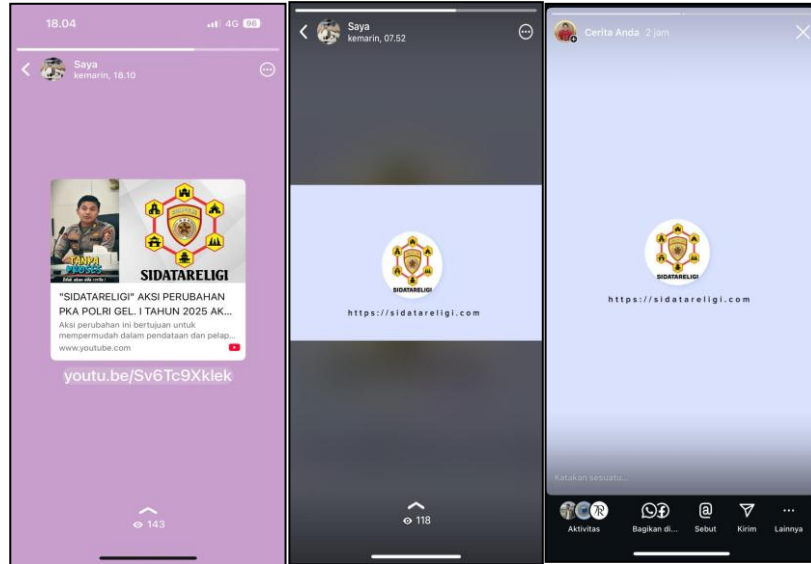 18.04
4G 96
Saya
kemarin, 18.10
TANPA
PROSES
SIDATARELIGI
"SIDATARELIGI" AKSI PERUBAHAN
PKA POLRI GEL. I TAHUN 2025 AK...
Aksi perubahan ini bertujuan untuk
mempermudah dalam pendataan dan pelap...
www.youtube.com
youtu.be/Sv6Tc9Xklek
143
Saya
kemarin, 07.52
SIDATARELIGI
https://sidatareligi.com
118
Cerita Anda 2 jam
SIDATARELIGI
https://sidatareligi.com
Katakan sesuatu...
Aktivitas
Bagikan di...
Sebut
Kirim
Lainnya